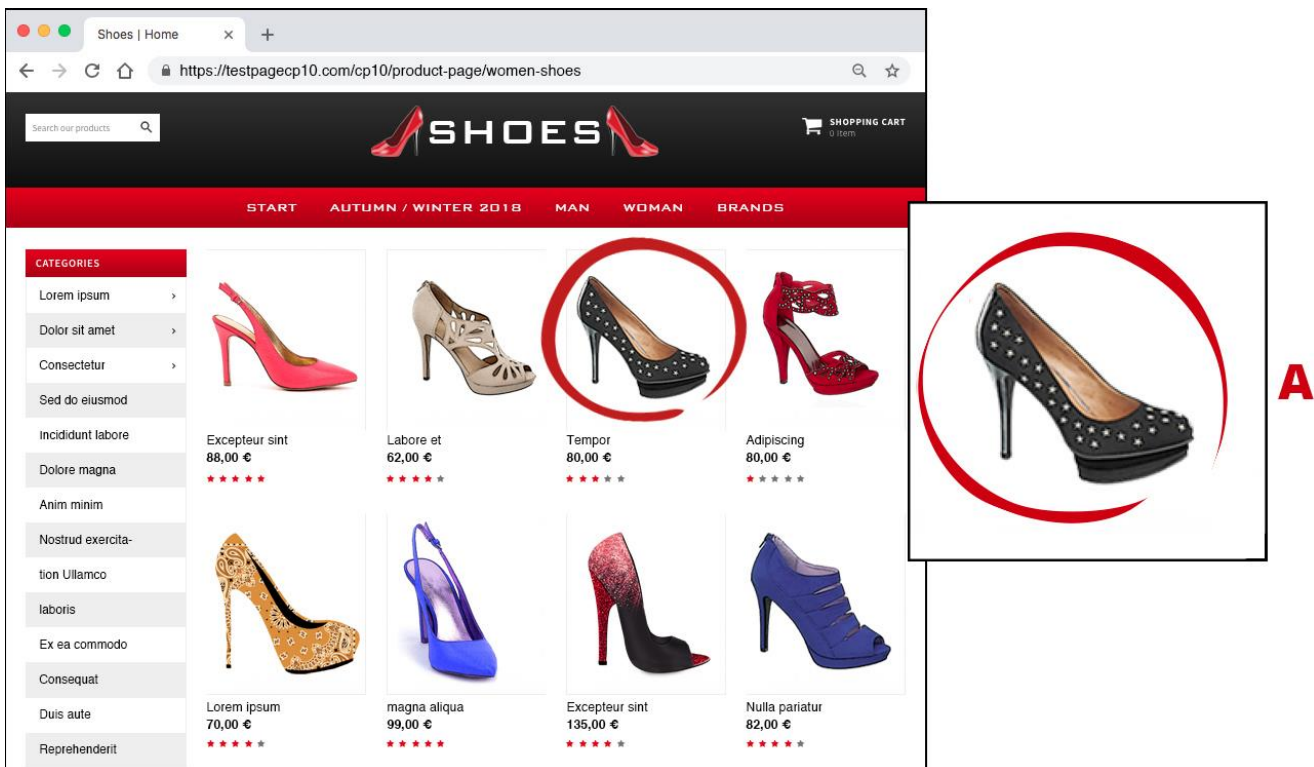 Shoes | Home
https://testpagecp10.com/cp10/product-page/women-shoes
Search our products
SHOES
SHOPPING CART
0 Item
START AUTUMN / WINTER 2018 MAN WOMAN BRANDS
CATEGORIES
Lorem ipsum
Dolor sit amet
Consectetur
Sed do eiusmod
Incididunt labore
Dolore magna
Anim minim
Nostrud exercita-
tion Ullamco
laboris
Ex ea commodo
Consequat
Duis aute
Reprehenderit
Excepteur sint
88,00 €
Labore et
62,00 €
Tempor
80,00 €
Adipiscing
80,00 €
Lorem ipsum
70,00 €
magna aliqua
99,00 €
Excepteur sint
135,00 €
Nulla pariatur
82,00 €
A